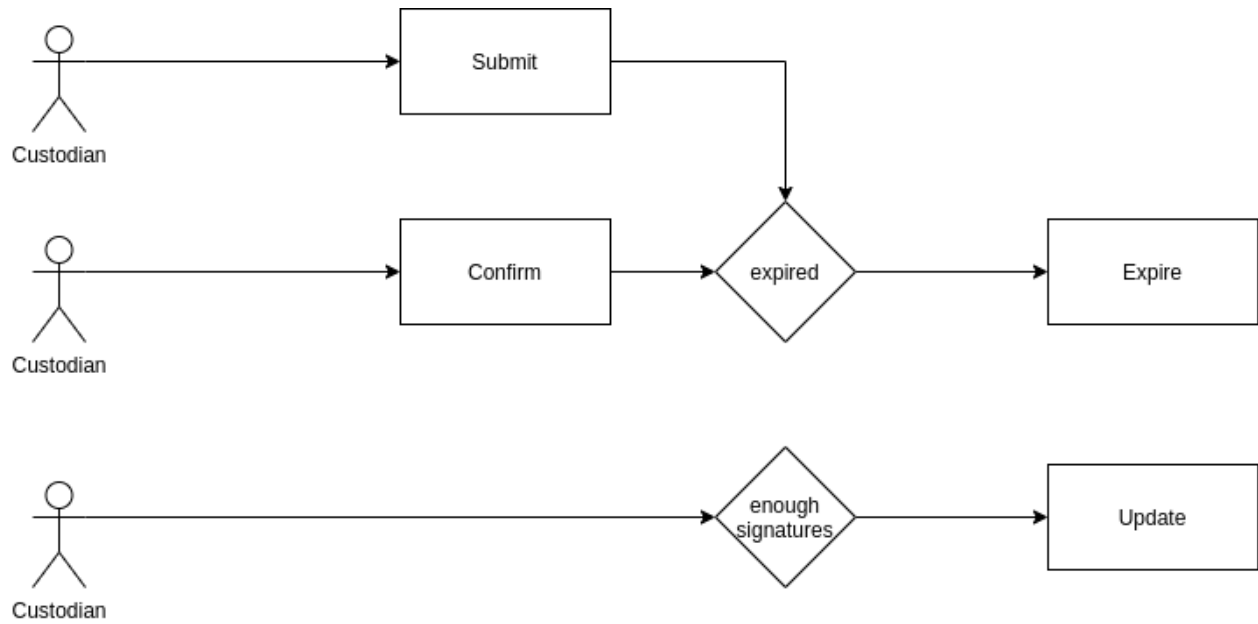 Submit
Custodian
Confirm
expired
Expire
Custodian
enough
signatures
Update
Custodian